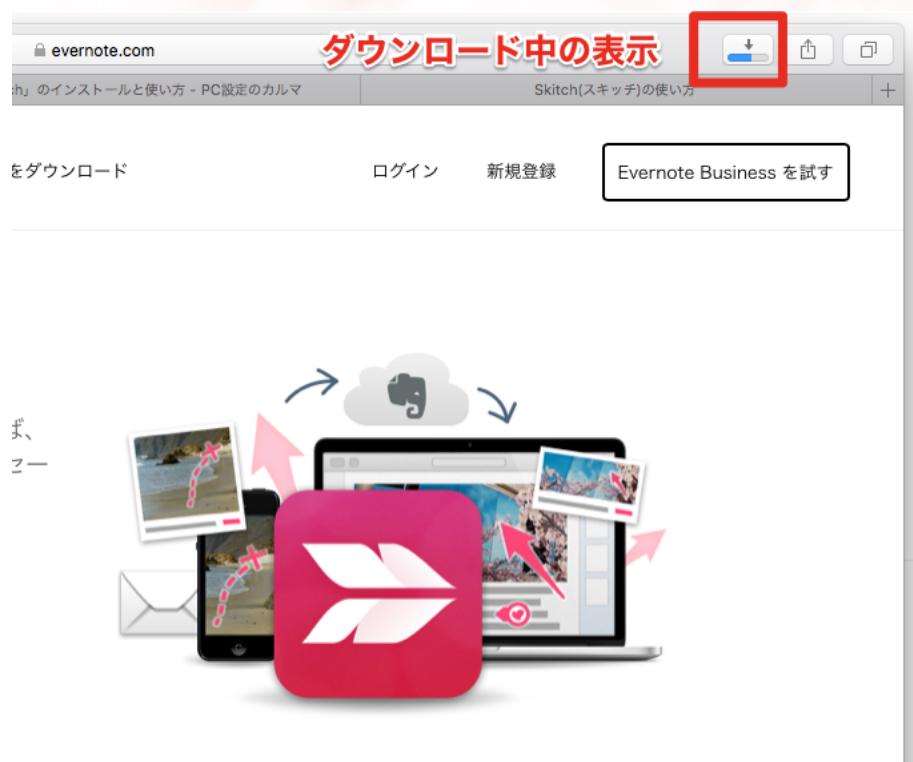 evernote.com
ダウンロード中の表示
ch」のインストールと使い方 - PC設定のカルマ
Skitch(スキッチ)の使い方
をダウンロード
ログイン
新規登録
Evernote Business を試す
ば、
セー